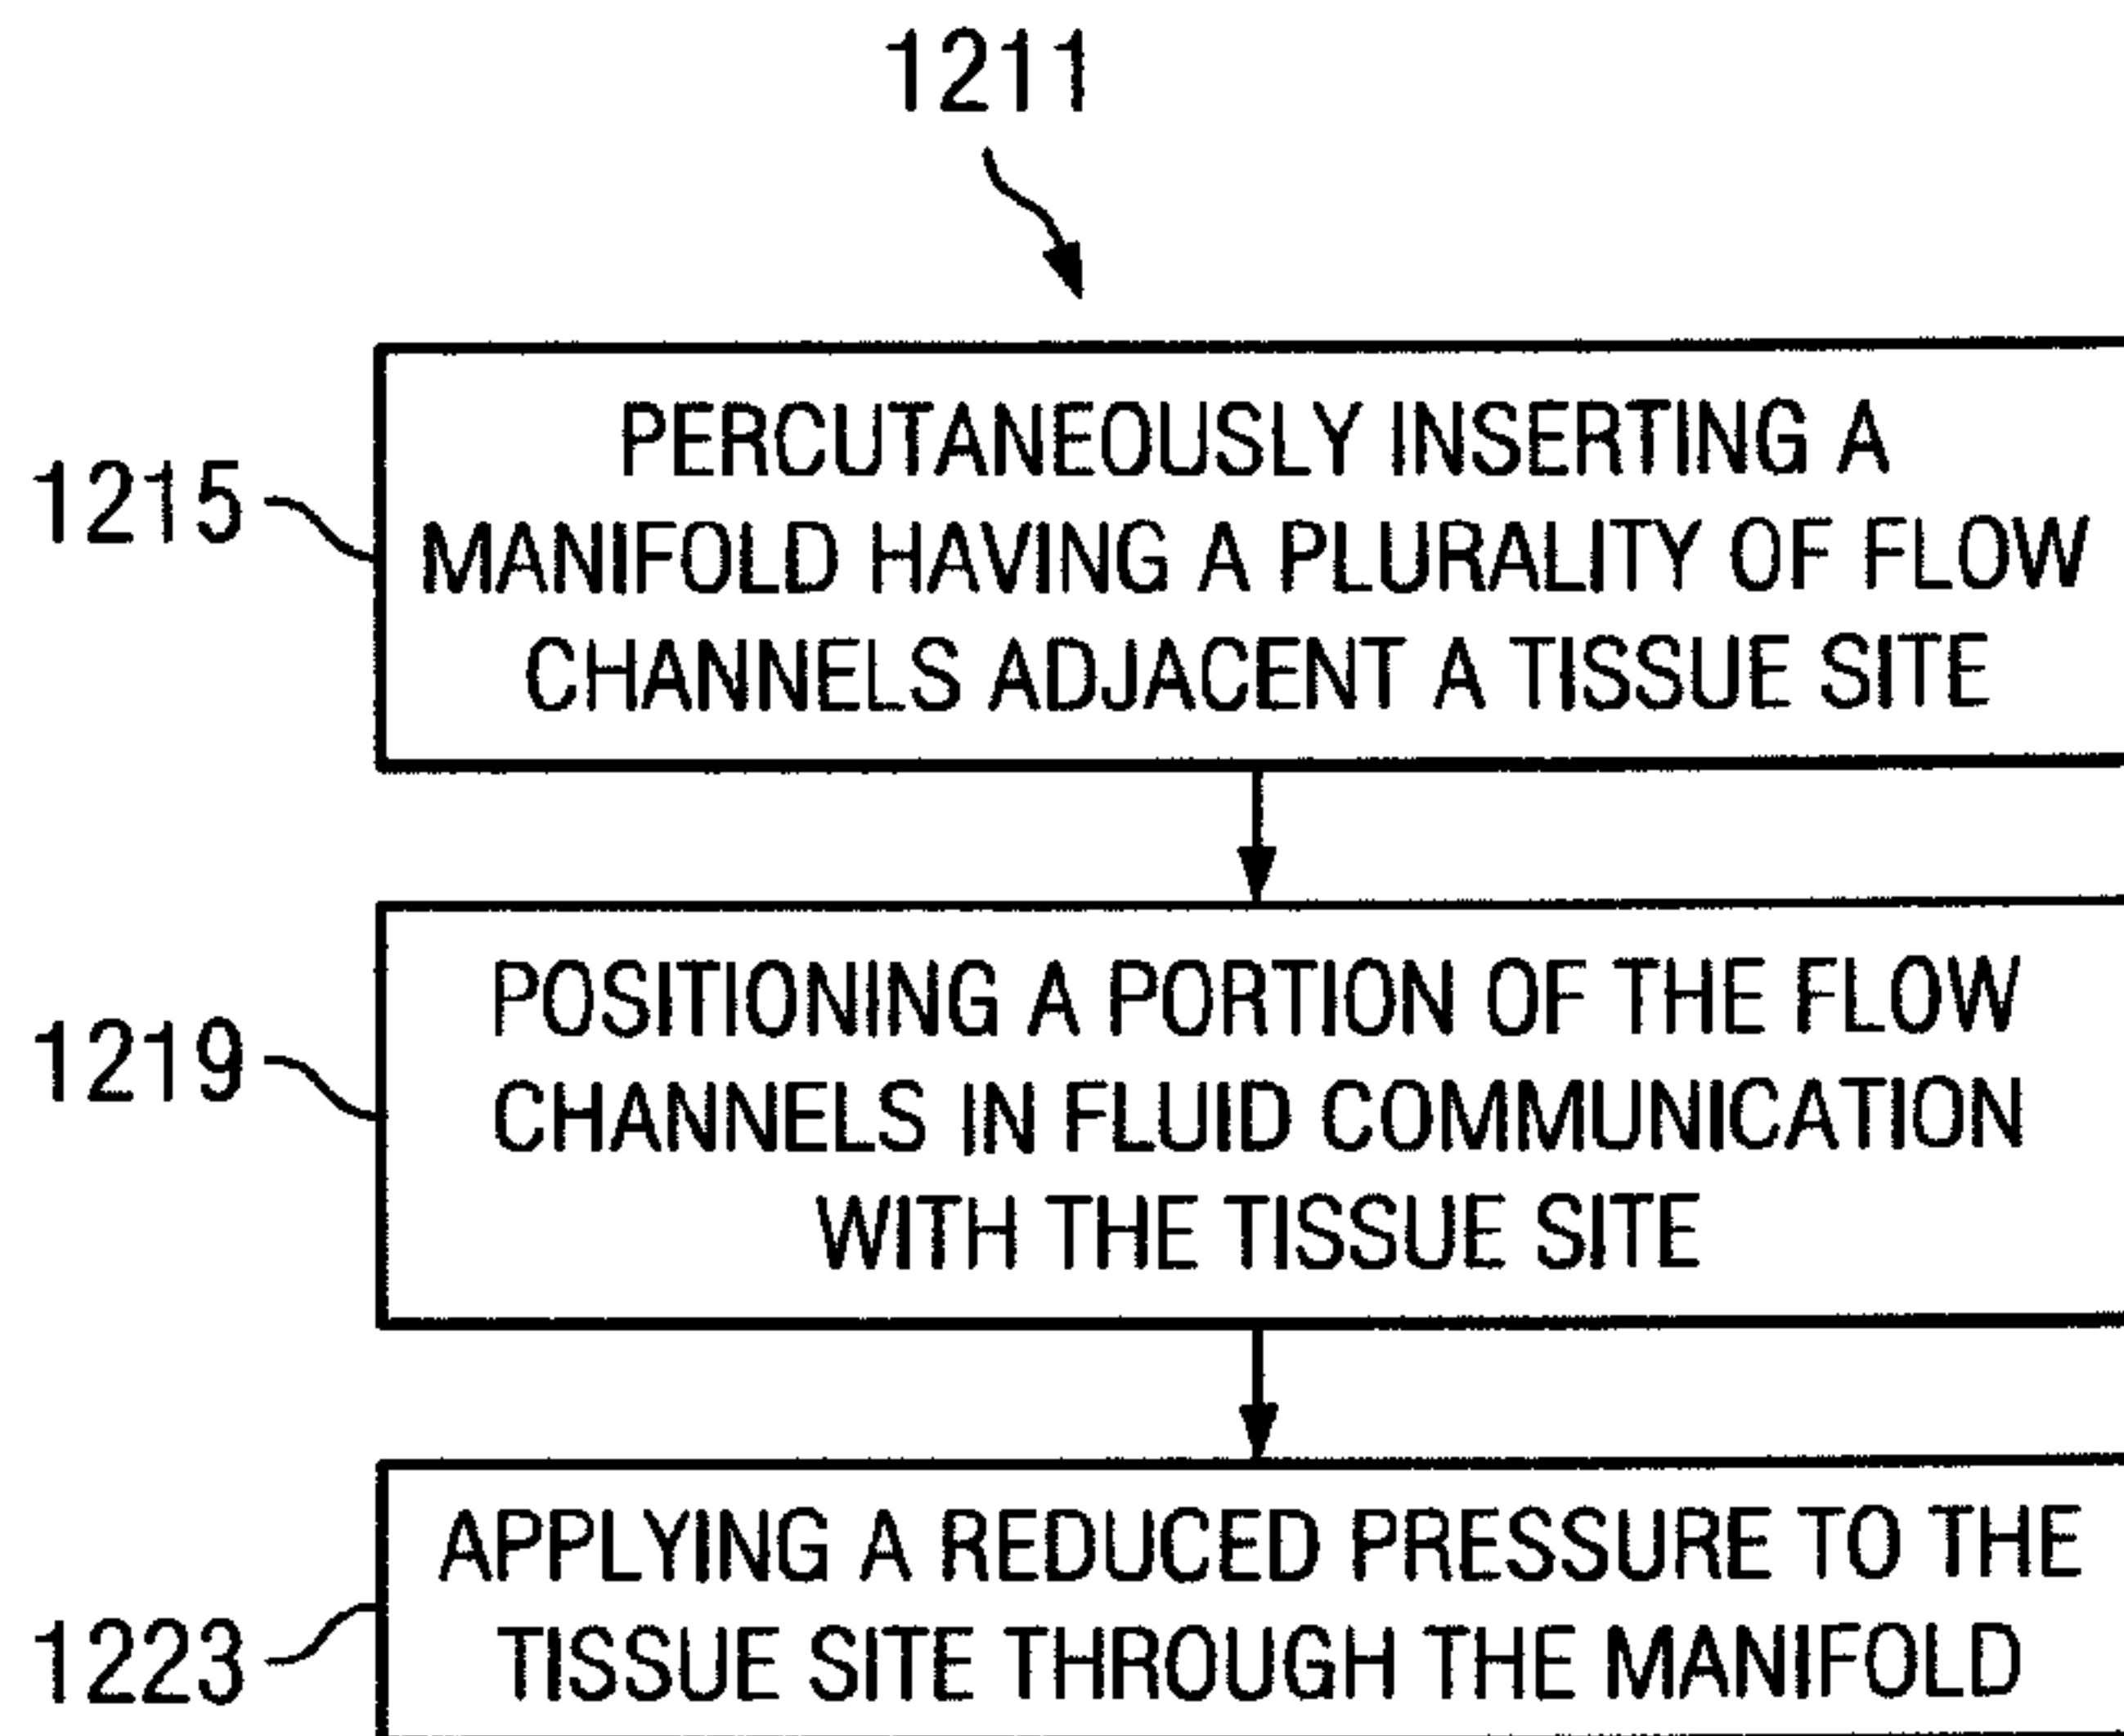 1211
1215
PERCUTANEOUSLY INSERTING A
MANIFOLD HAVING A PLURALITY OF FLOW
CHANNELS ADJACENT A TISSUE SITE
1219
POSITIONING A PORTION OF THE FLOW
CHANNELS IN FLUID COMMUNICATION
WITH THE TISSUE SITE
1223
APPLYING A REDUCED PRESSURE TO THE
TISSUE SITE THROUGH THE MANIFOLD